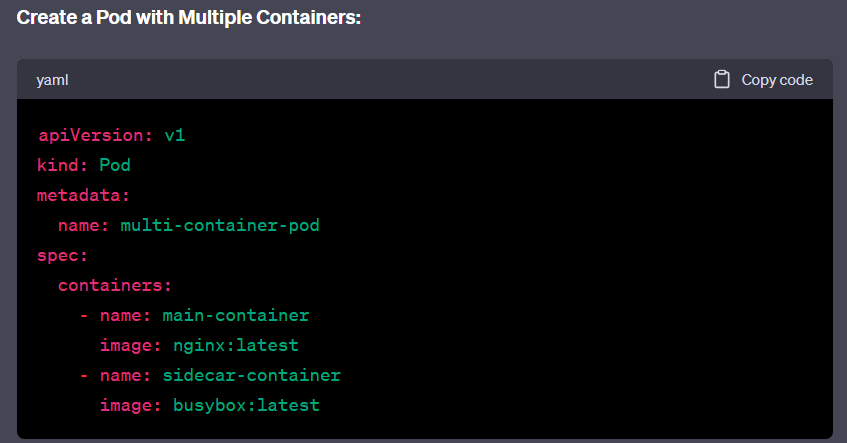 Create a Pod with Multiple Containers:
yaml
Copy code
apiVersion: v1
kind: Pod
metadata:
  name: multi-container-pod
spec:
  containers:
    - name: main-container
      image: nginx:latest
    - name: sidecar-container
      image: busybox:latest